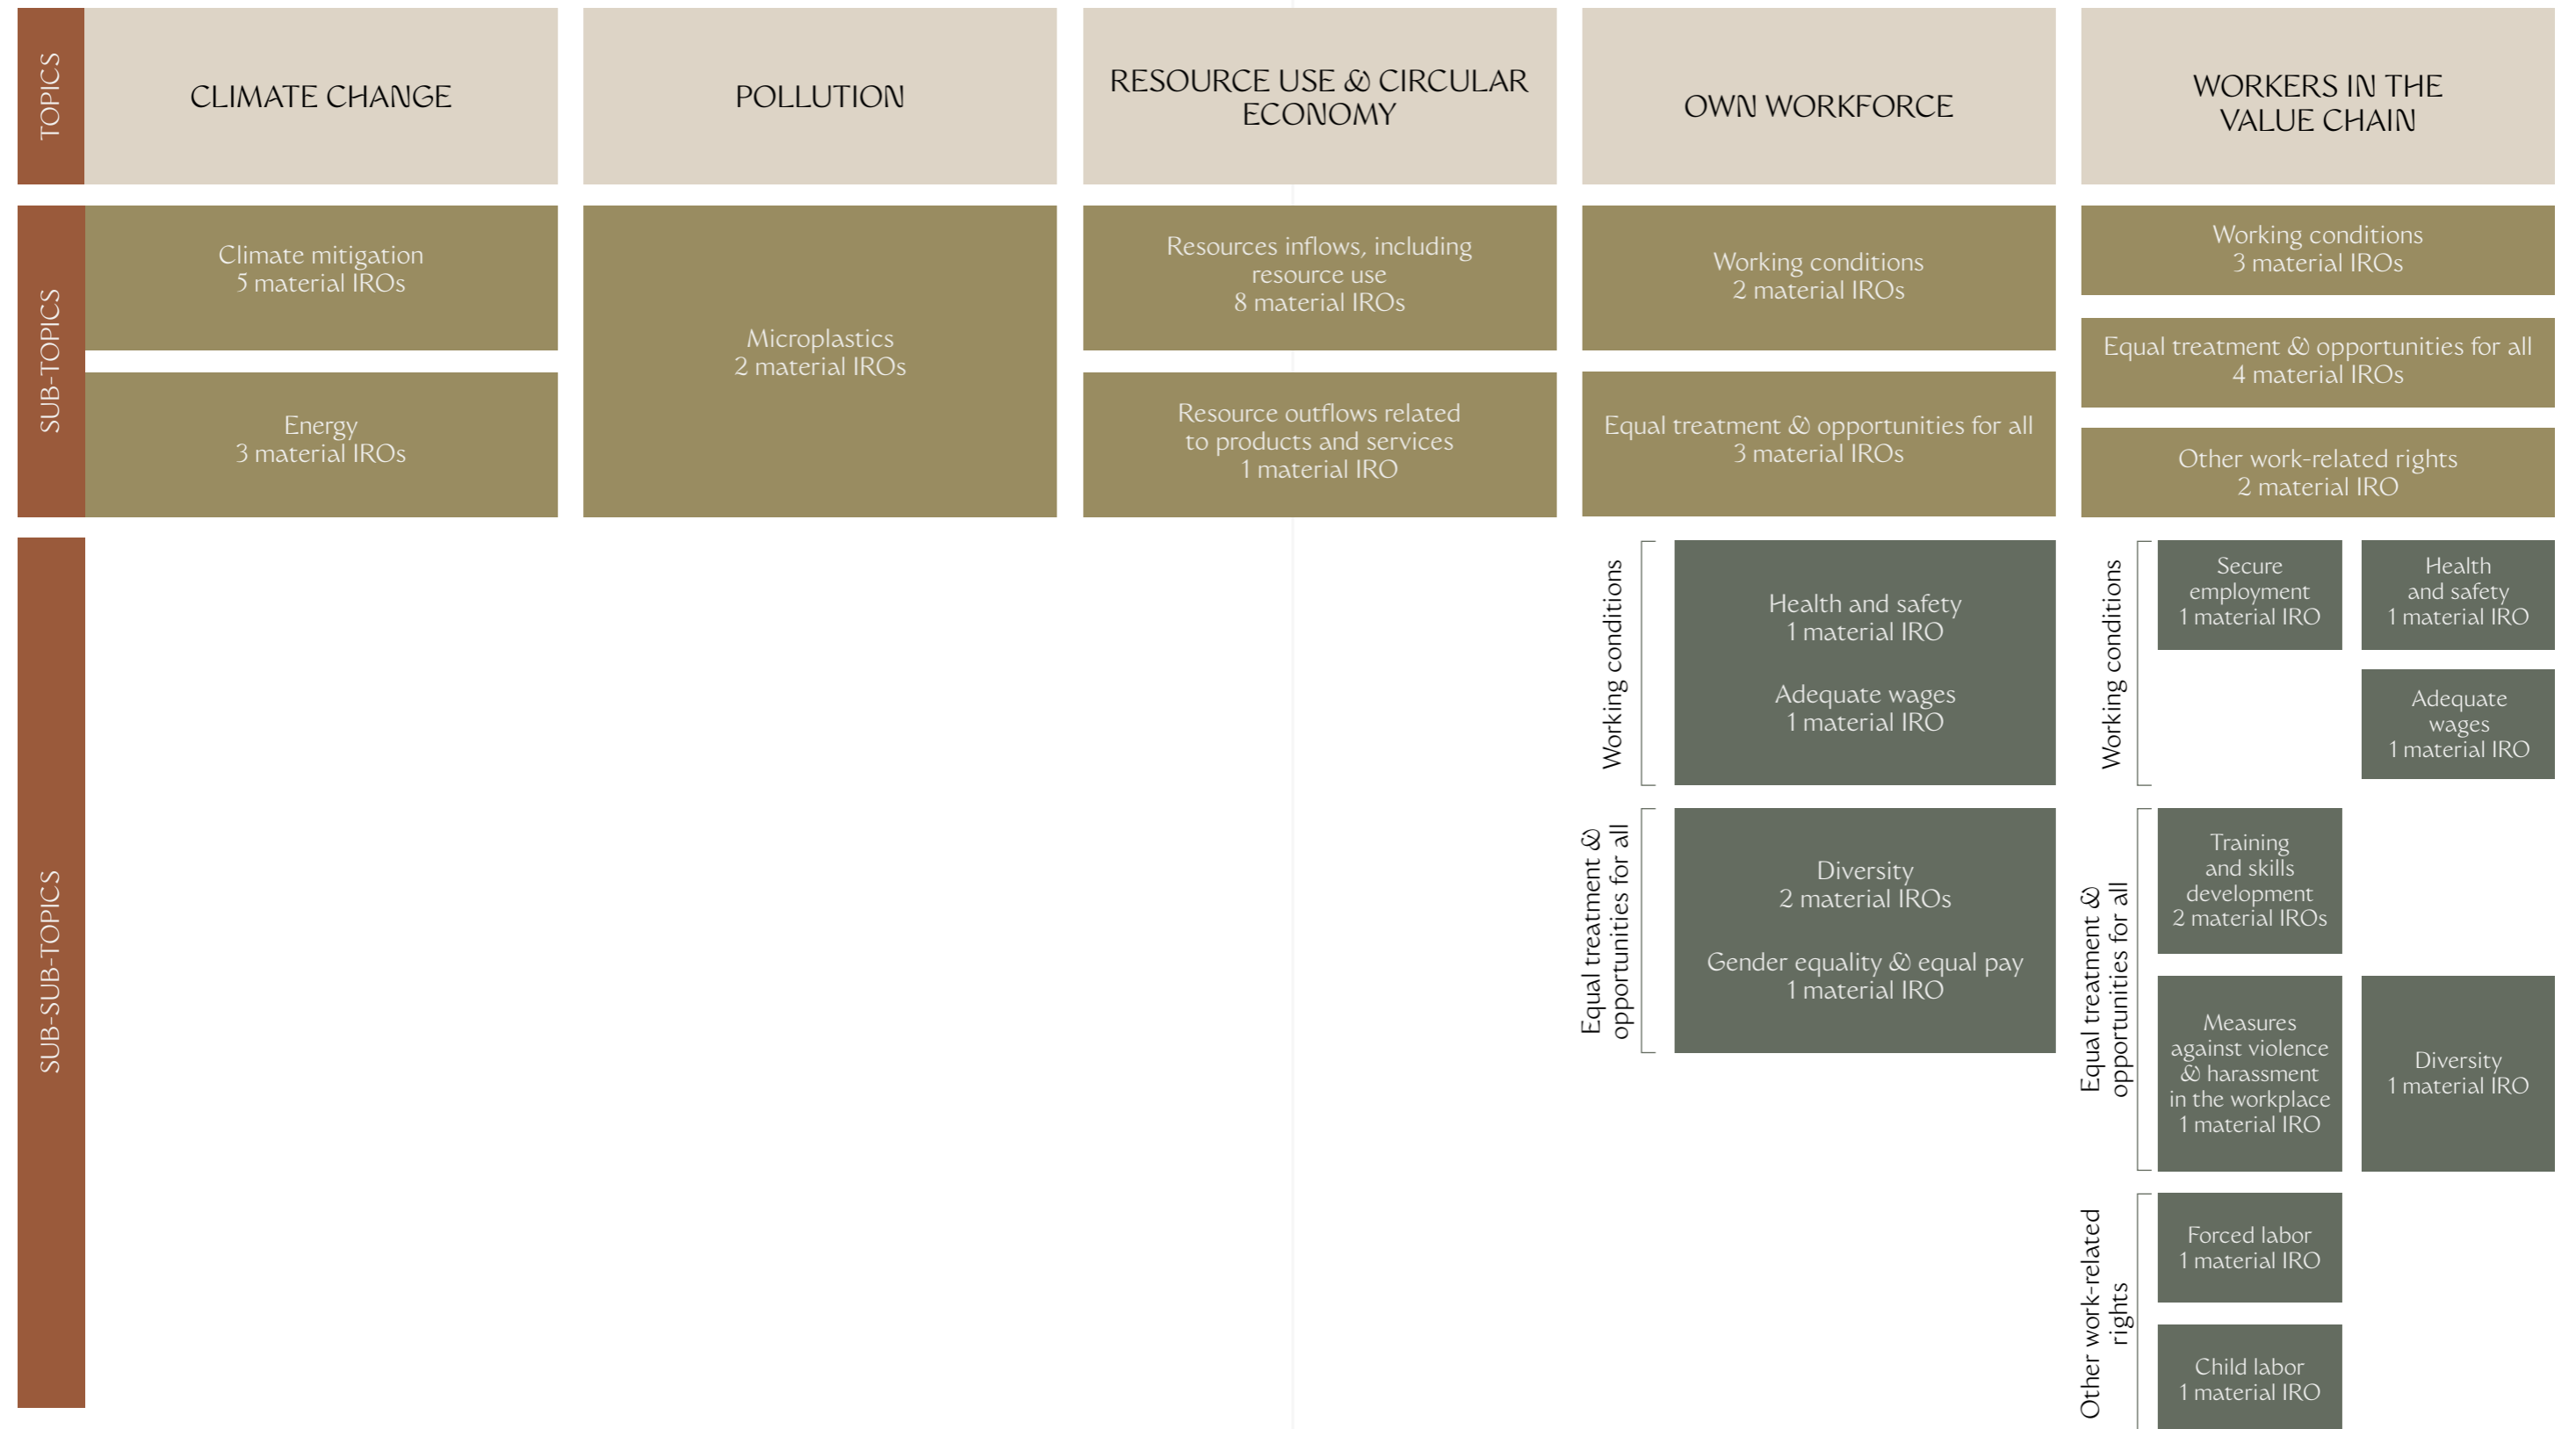 TOPICS
CLIMATE CHANGE
POLLUTION
RESOURCE USE & CIRCULAR
ECONOMY
OWN WORKFORCE
WORKERS IN THE
VALUE CHAIN
SUB-TOPICS
Climate mitigation
5 material IROs
Energy
3 material IROs
Microplastics
2 material IROs
Resources inflows, including
resource use
8 material IROs
Resource outflows related
to products and services
1 material IRO
Working conditions
2 material IROs
Equal treatment & opportunities for all
3 material IROs
Working conditions
3 material IROs
Equal treatment & opportunities for all
4 material IROs
Other work-related rights
2 material IRO
SUB-SUB-TOPICS
Working conditions
Health and safety
1 material IRO
Adequate wages
1 material IRO
Equal treatment &
opportunities for all
Diversity
2 material IROs
Gender equality & equal pay
1 material IRO
Working conditions
Secure
employment
1 material IRO
Health
and safety
1 material IRO
Adequate
wages
1 material IRO
Equal treatment &
opportunities for all
Training
and skills
development
2 material IROs
Measures
against violence
& harassment
in the workplace
1 material IRO
Diversity
1 material IRO
Other work-related
rights
Forced labor
1 material IRO
Child labor
1 material IRO